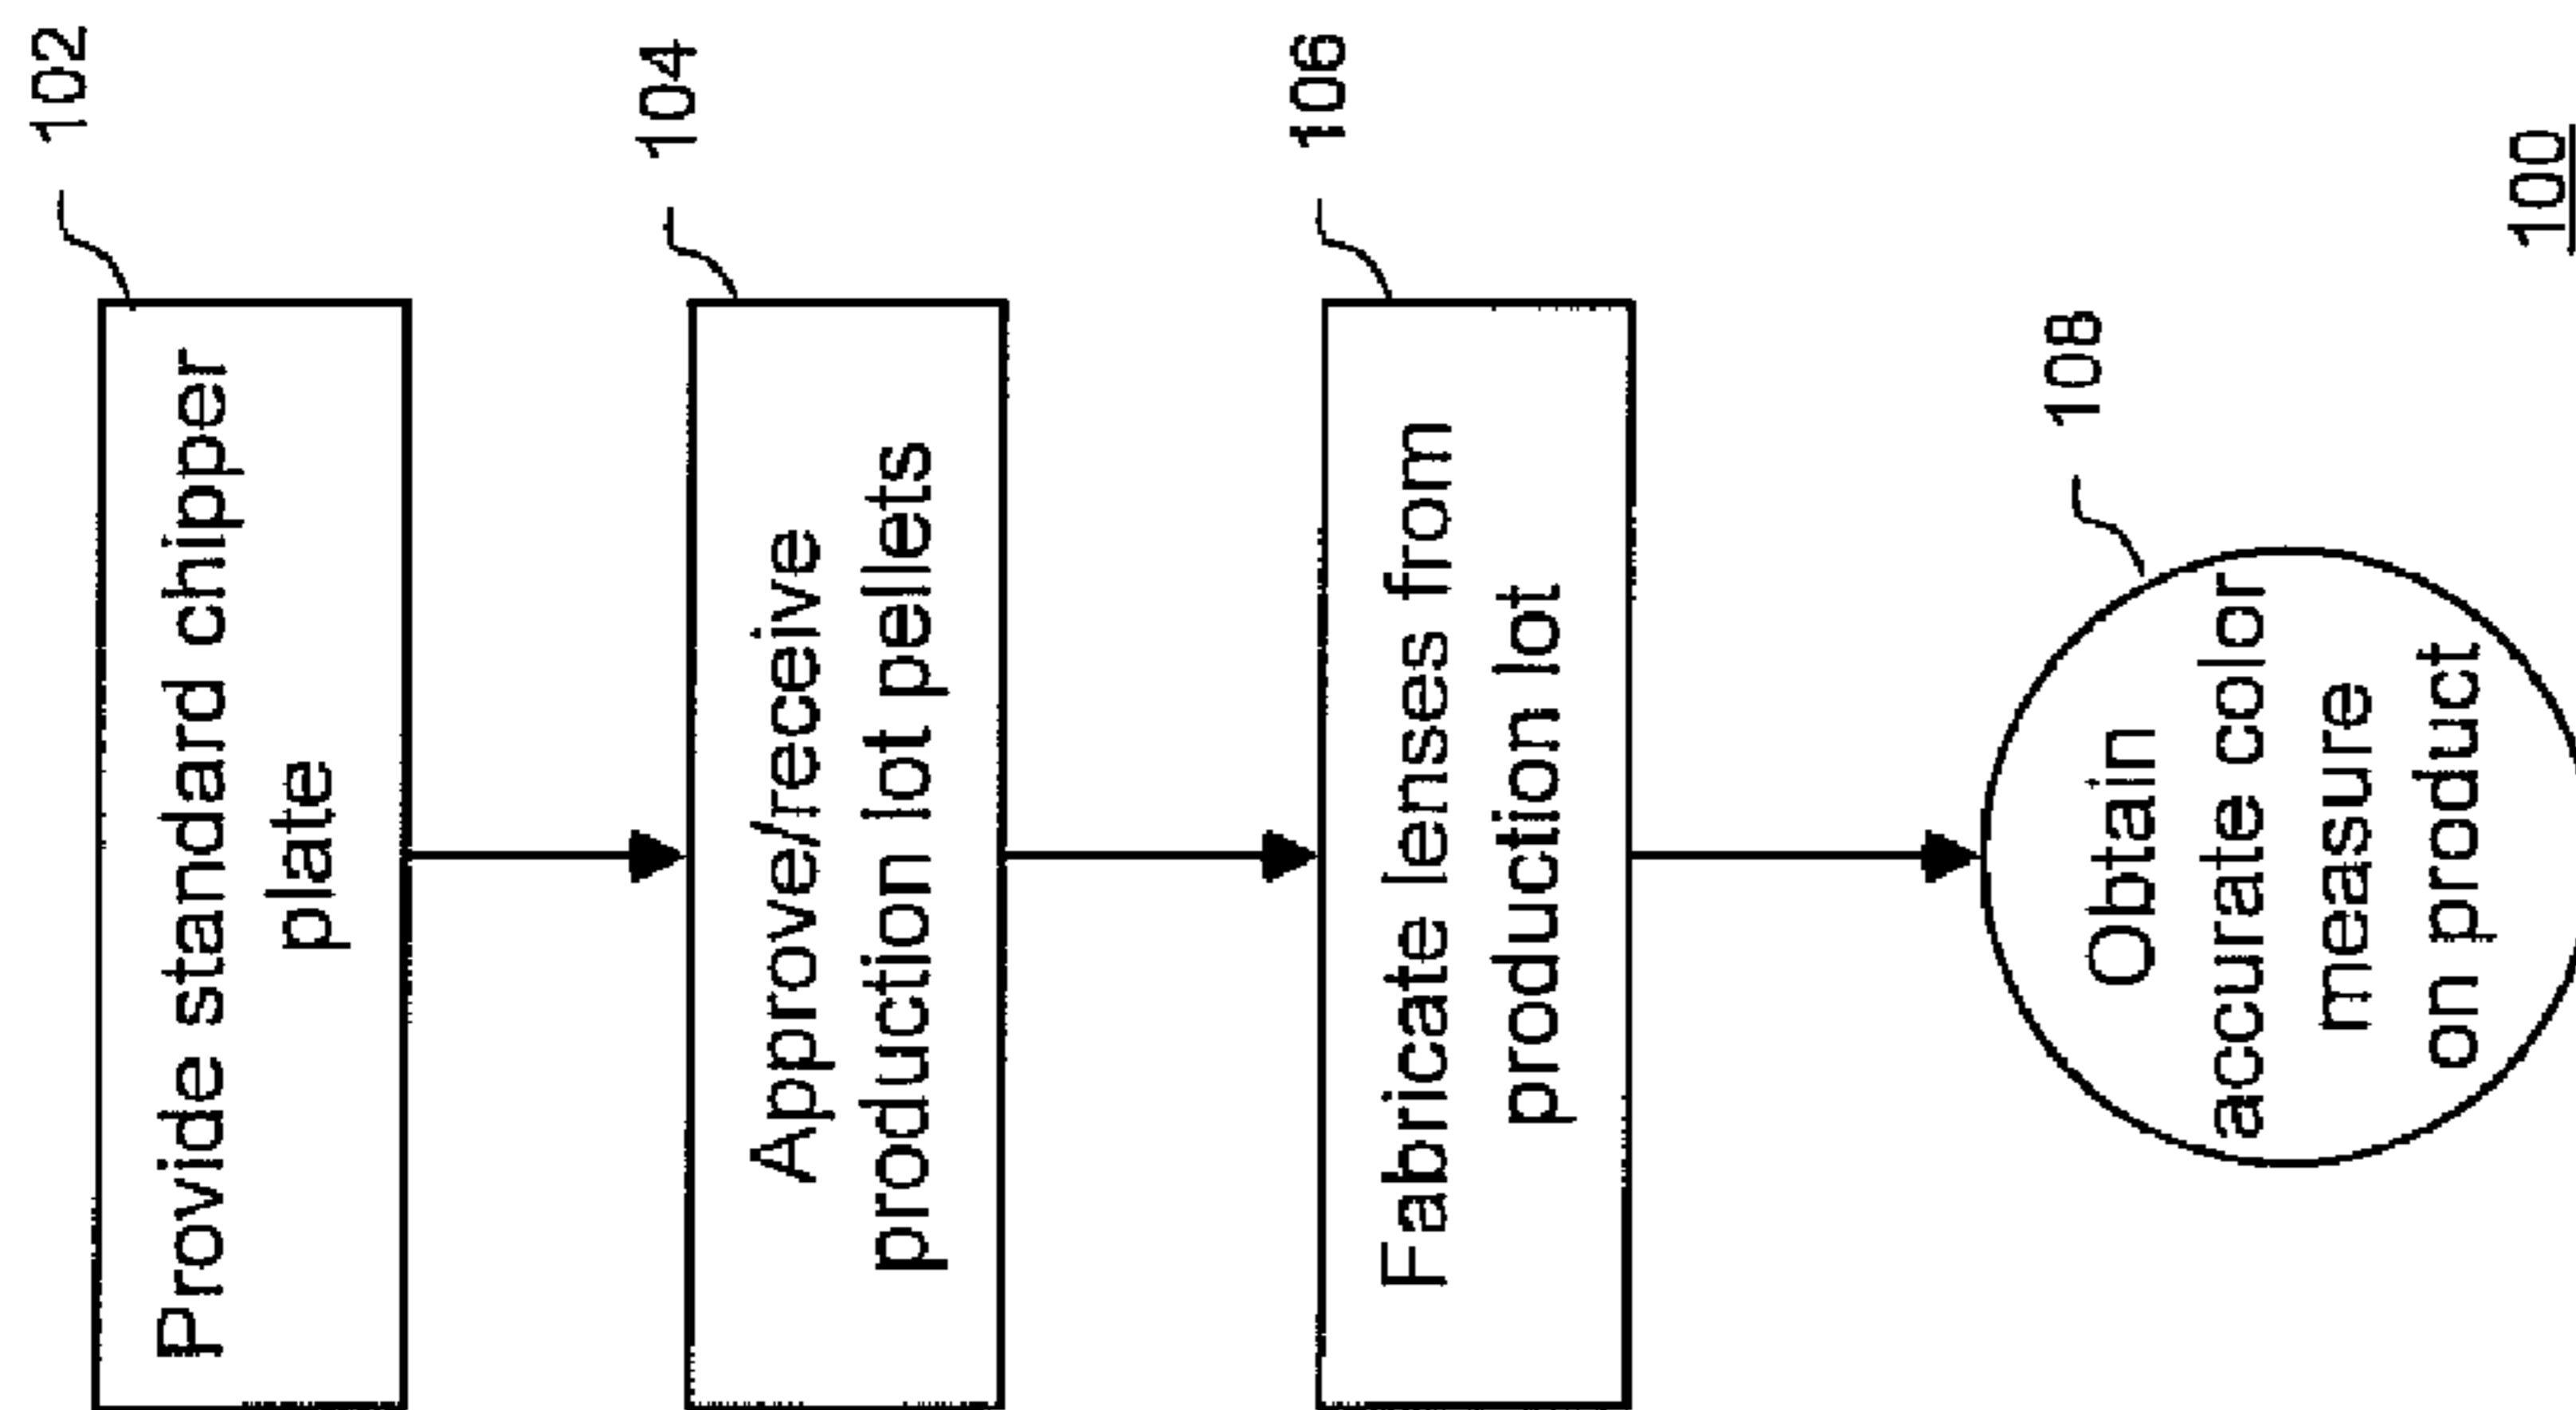 102
Provide standard chipper
plate
104
Approve/receive
production lot pellets
106
Fabricate lenses from
production lot
108
Obtain
accurate color
measure
on product
100